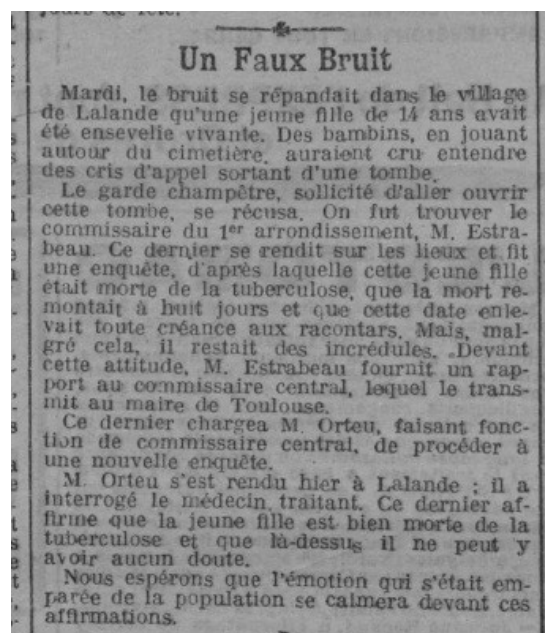 jours de fête.
Un Faux Bruit
Mardi, le bruit se répandait dans le village
de Lalande qu'une jeune fille de 14 ans avait
été ensevelie vivante. Des bambins, en jouant
autour du cimetière, auraient cru entendre
des cris d'appel sortant d'une tombe.
Le garde champêtre, sollicité d'aller ouvrir
cette tombe, se récusa. On fut trouver le
commissaire du 1er arrondissement, M. Estra-
beau. Ce dernier se rendit sur les lieux et fit
une enquête, d'après laquelle cette jeune fille
était morte de la tuberculose, que la mort re-
montait à huit jours et que cette date enle-
vait toute créance aux racontars. Mais, mal-
gré cela, il restait des incrédules. Devant
cette attitude, M. Estrabeau fournit un rap-
port au commissaire central, lequel le trans-
mit au maire de Toulouse.
Ce dernier chargea M. Orteu, faisant fonc-
tion de commissaire central, de procéder à
une nouvelle enquête.
M. Orteu s'est rendu hier à Lalande ; il a
interrogé le médecin traitant. Ce dernier af-
firme que la jeune fille est bien morte de la
tuberculose et que là-dessus il ne peut y
avoir aucun doute.
Nous espérons que l'émotion qui s'était em-
parée de la population se calmera devant ces
affirmations.